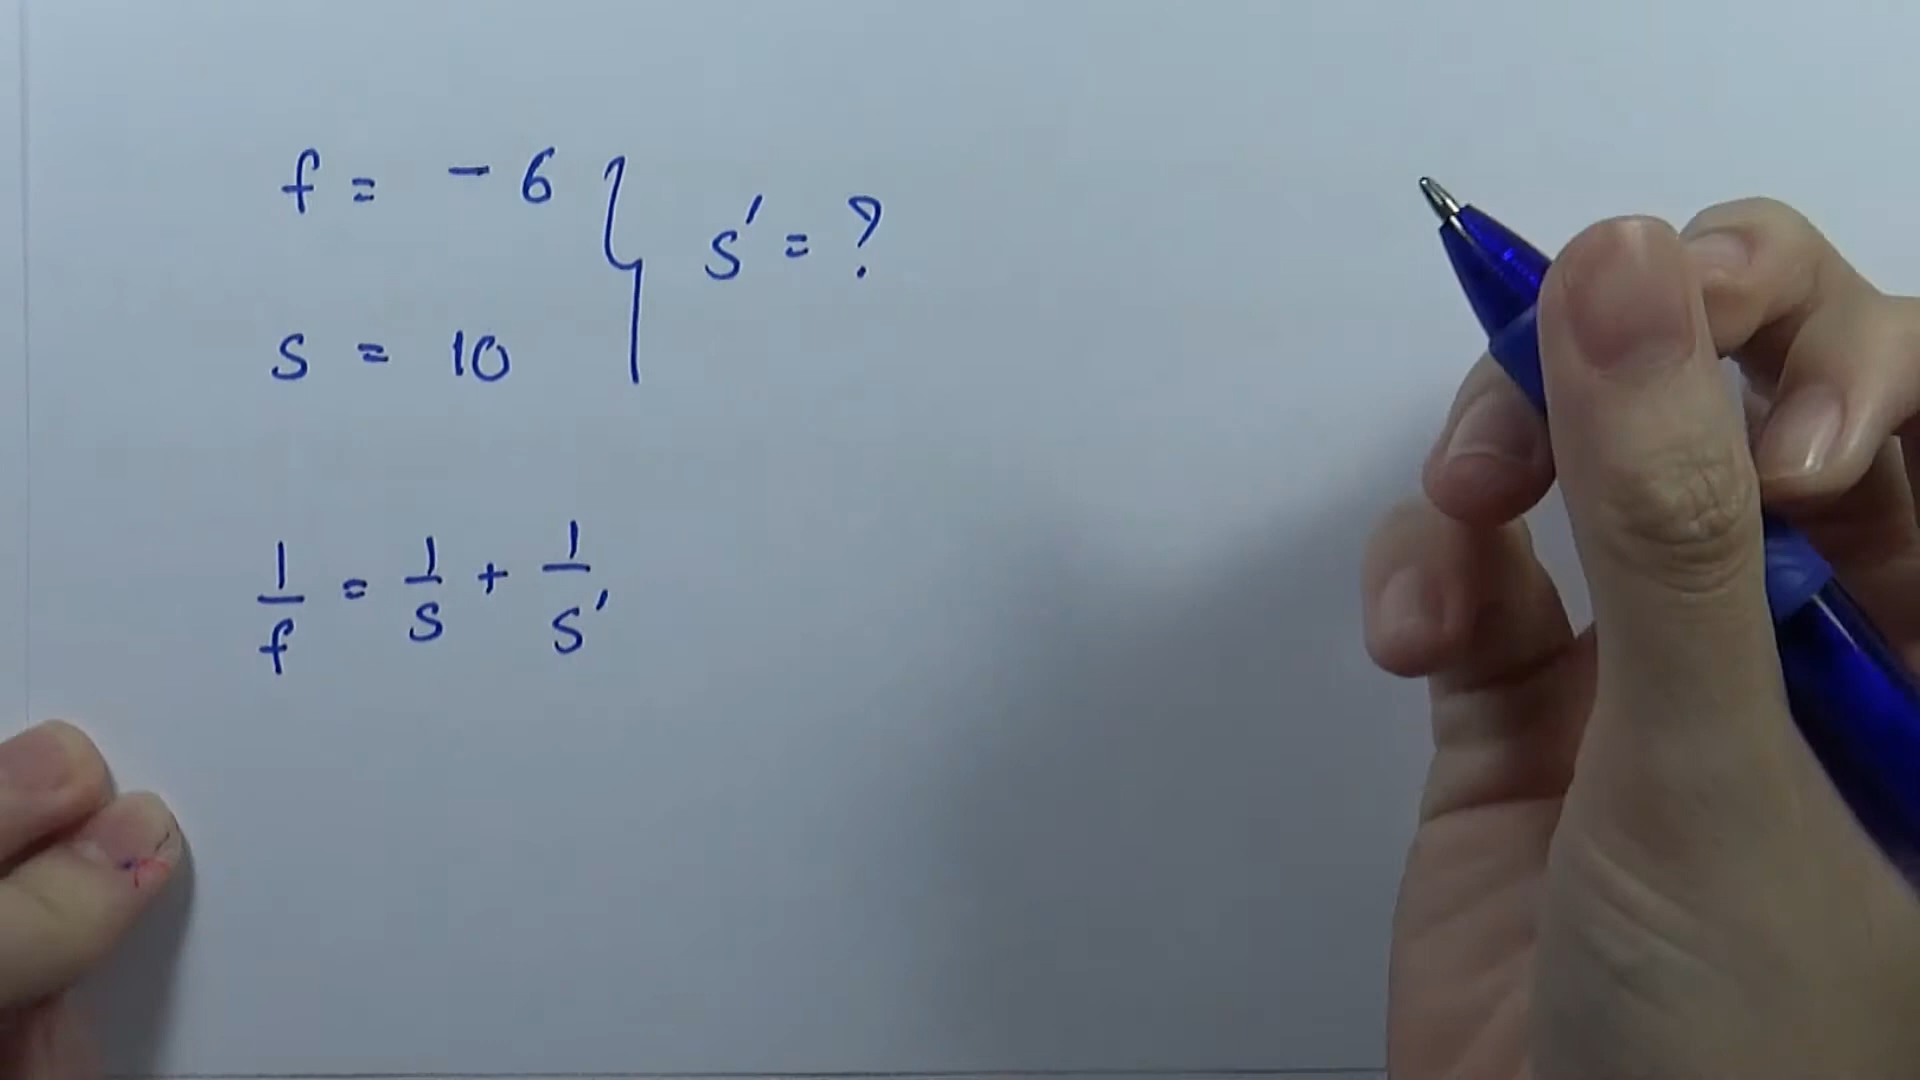 f = - 6
s' = ?
s = 10
1/f = 1/s + 1/s'